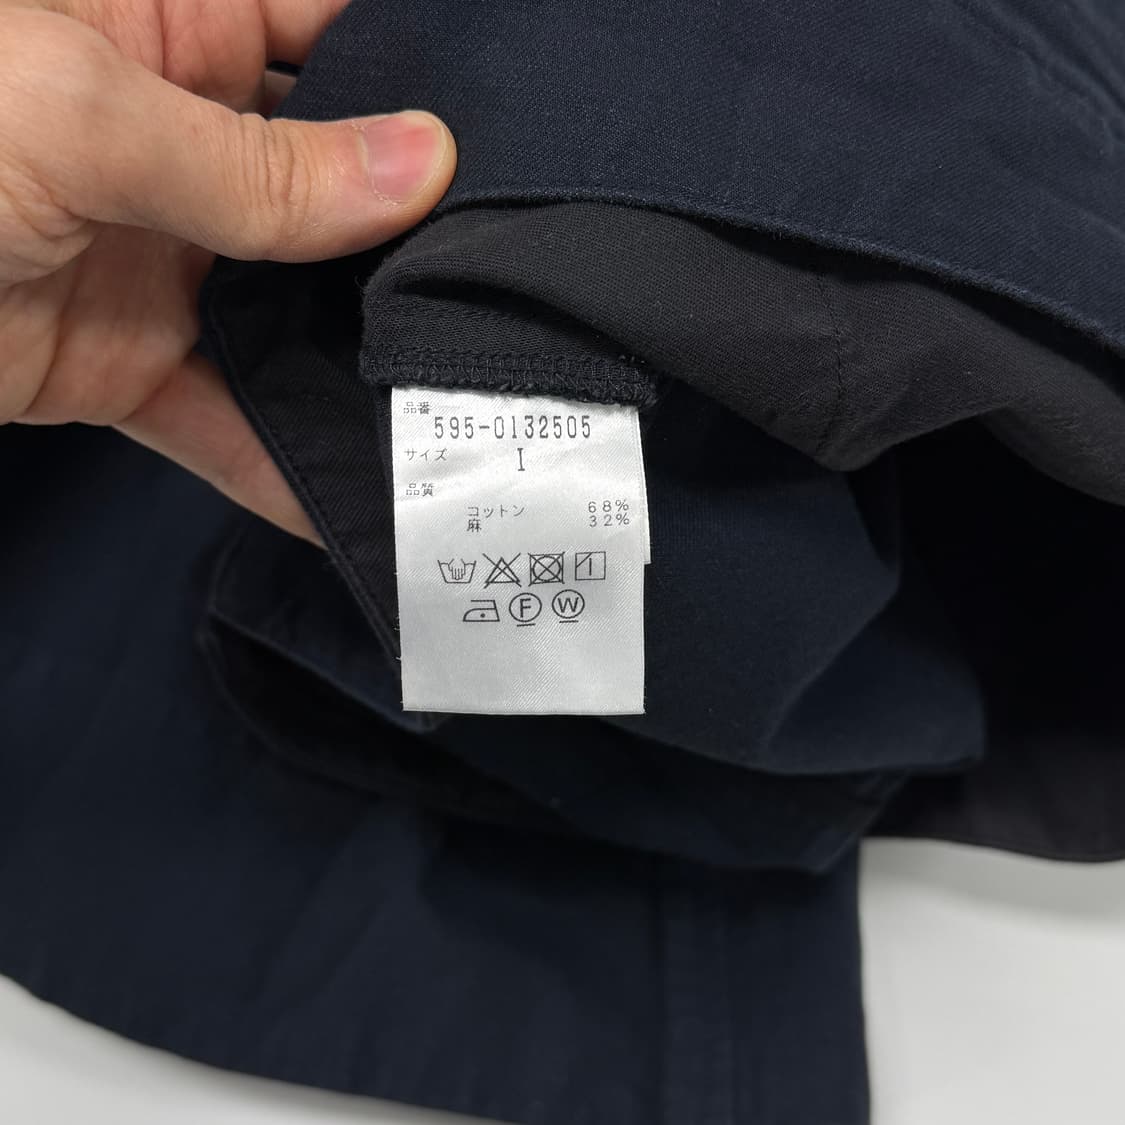 品番
595-0132505
サイズ I
品質
コットン 68%
麻 32%
F W